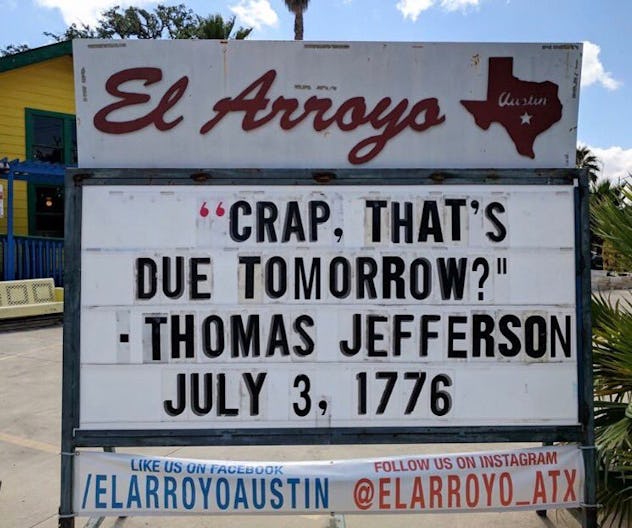 El Arroyo
Austin
“CRAP, THAT'S
DUE TOMORROW?"
- THOMAS JEFFERSON
JULY 3, 1776
LIKE US ON FACEBOOK
/ELARROYOAUSTIN
FOLLOW US ON INSTAGRAM
@ELARROYO_ATX